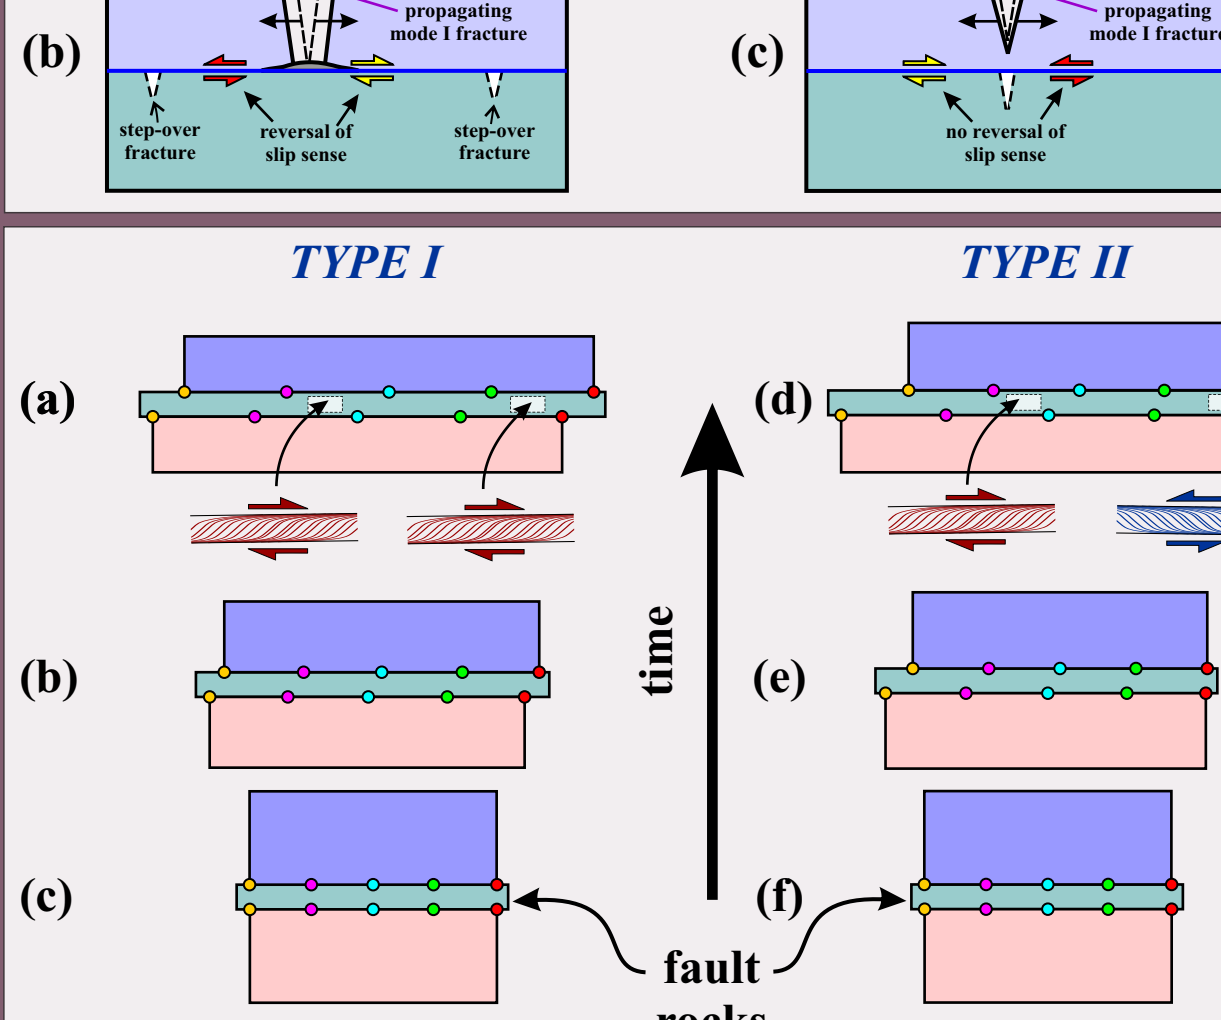 propagating
mode I fracture
(b)
step-over
fracture
reversal of
slip sense
step-over
fracture
propagating
mode I fracture
(c)
no reversal of
slip sense
TYPE I
TYPE II
(a)
(d)
time
(b)
(e)
(c)
(f)
fault
rocks